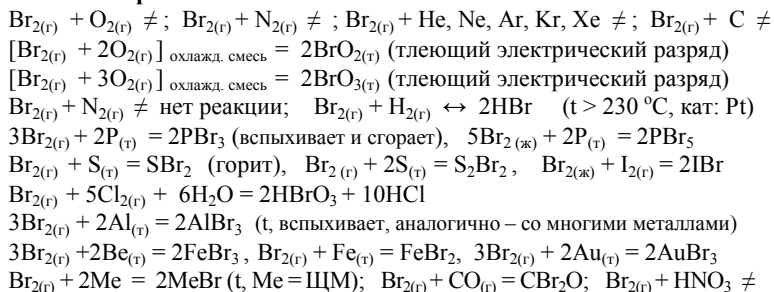 Br₂₍г₎ + O₂₍г₎ ≠ ; Br₂₍г₎ + N₂₍г₎ ≠ ; Br₂₍г₎ + He, Ne, Ar, Kr, Xe ≠ ; Br₂₍г₎ + C ≠
[Br₂₍г₎ + 2O₂₍г₎] охлажд. смесь = 2BrO₂₍т₎ (тлеющий электрический разряд)
[Br₂₍г₎ + 3O₂₍г₎] охлажд. смесь = 2BrO₃₍т₎ (тлеющий электрический разряд)
Br₂₍г₎ + N₂₍г₎ ≠ нет реакции; Br₂₍г₎ + H₂₍г₎ ↔ 2HBr (t > 230 °C, кат: Pt)
3Br₂₍г₎ + 2P₍т₎ = 2PBr₃ (вспыхивает и сгорает), 5Br₂ ₍ж₎ + 2P₍т₎ = 2PBr₅
Br₂₍г₎ + S₍т₎ = SBr₂ (горит), Br₂ ₍г₎ + 2S₍т₎ = S₂Br₂ , Br₂₍ж₎ + I₂₍г₎ = 2IBr
Br₂₍г₎ + 5Cl₂₍г₎ + 6H₂O = 2HBrO₃ + 10HCl
3Br₂₍г₎ + 2Al₍т₎ = 2AlBr₃ (t, вспыхивает, аналогично – со многими металлами)
3Br₂₍г₎ +2Be₍т₎ = 2FeBr₃ , Br₂₍г₎ + Fe₍т₎ = FeBr₂, 3Br₂₍г₎ + 2Au₍т₎ = 2AuBr₃
Br₂₍г₎ + 2Me = 2MeBr (t, Me = ЩМ); Br₂₍г₎ + CO₍г₎ = CBr₂O; Br₂₍г₎ + HNO₃ ≠